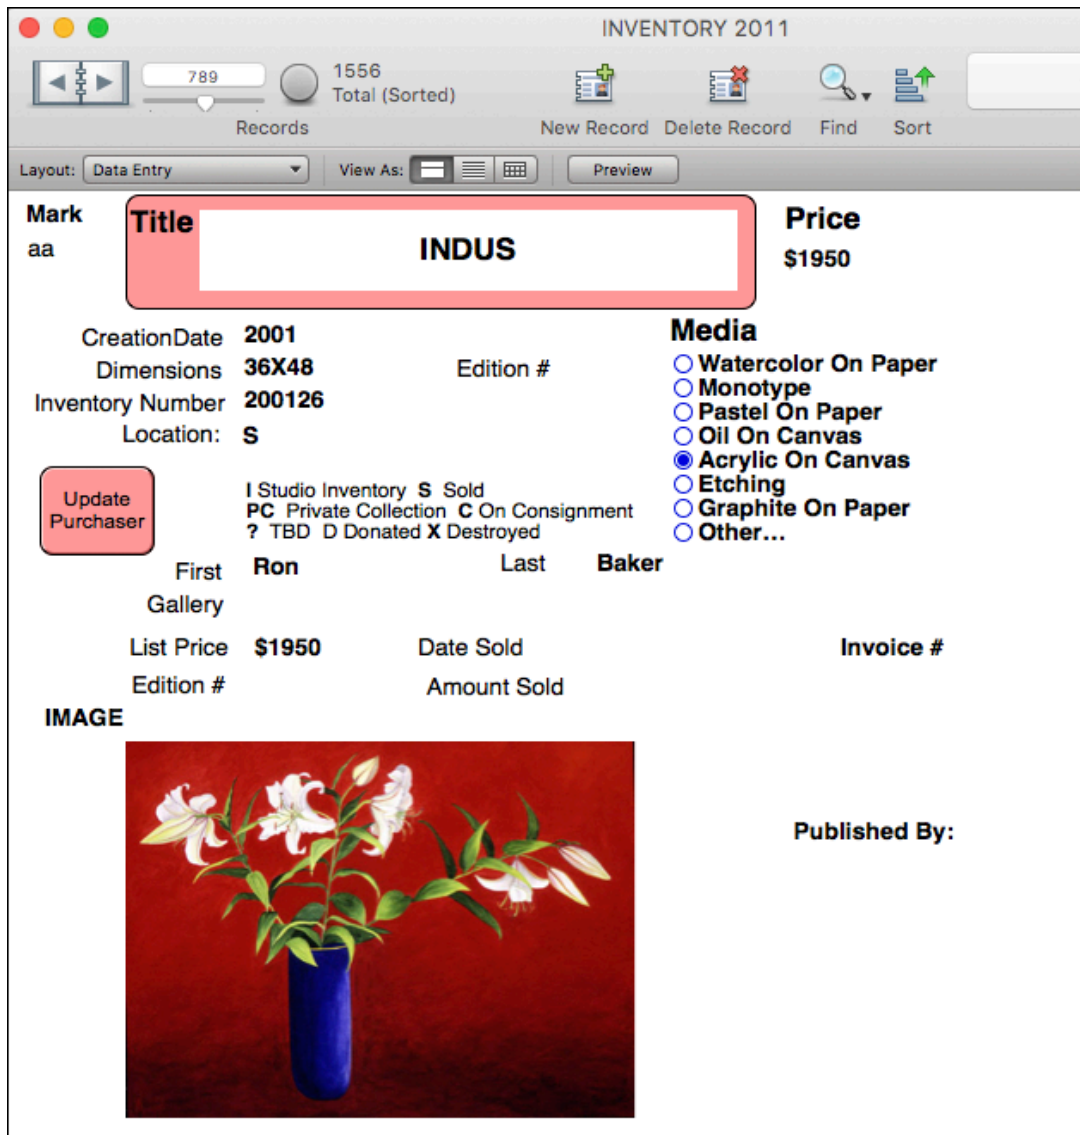 INVENTORY 2011
789
1556
Total (Sorted)
Records
New Record Delete Record Find Sort
Layout: Data Entry View As: Preview
Mark
aa
Title
INDUS
Price
$1950
CreationDate 2001
Dimensions 36X48 Edition #
Inventory Number 200126
Location: S
Media
Watercolor On Paper
Monotype
Pastel On Paper
Oil On Canvas
Acrylic On Canvas
Etching
Graphite On Paper
Other...
Update
Purchaser
I Studio Inventory S Sold
PC Private Collection C On Consignment
? TBD D Donated X Destroyed
First Ron Last Baker
Gallery
List Price $1950 Date Sold Invoice #
Edition # Amount Sold
IMAGE
Published By: